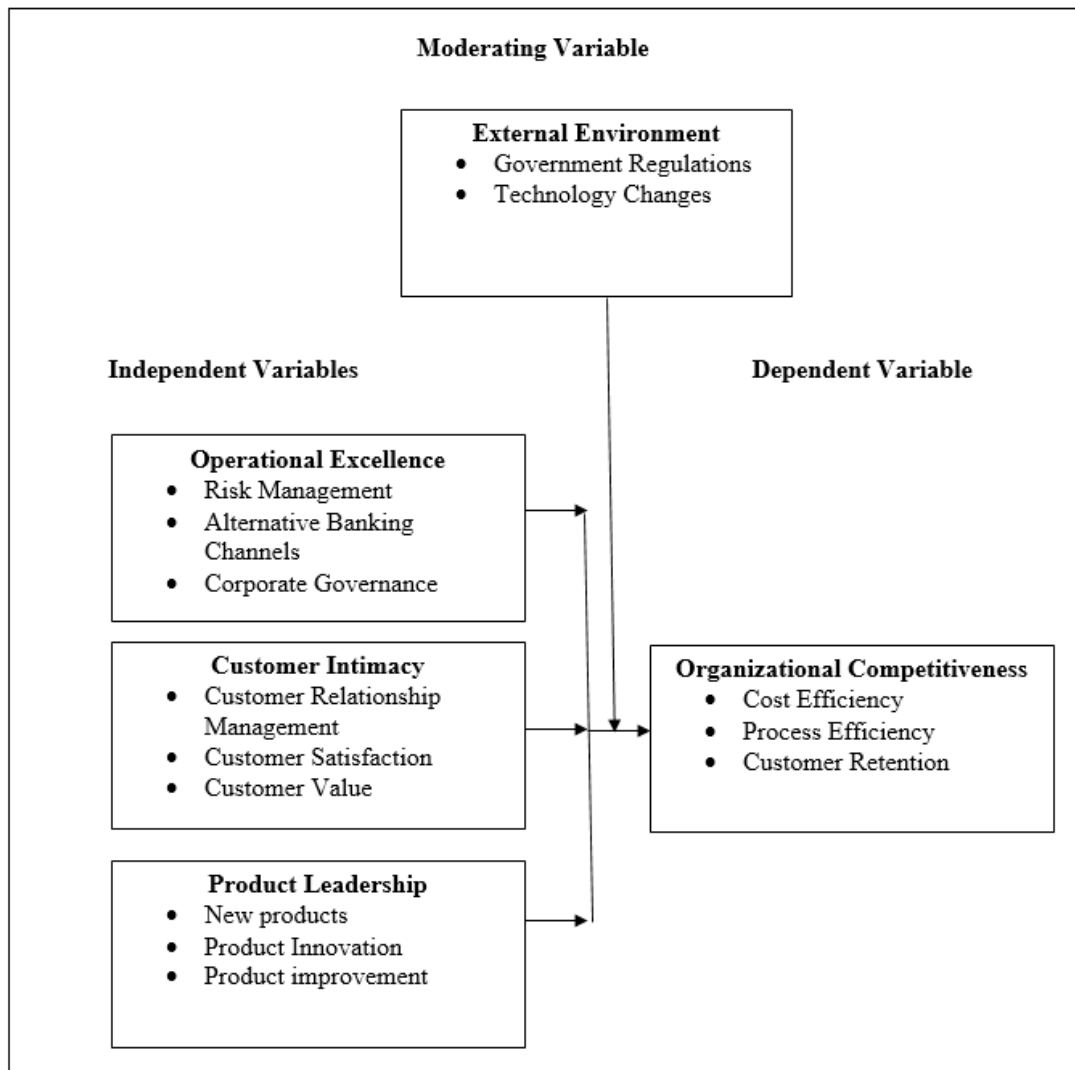 Moderating Variable
External Environment
• Government Regulations
• Technology Changes
Independent Variables
Dependent Variable
Operational Excellence
• Risk Management
• Alternative Banking
Channels
• Corporate Governance
Customer Intimacy
• Customer Relationship
Management
• Customer Satisfaction
• Customer Value
Organizational Competitiveness
• Cost Efficiency
• Process Efficiency
• Customer Retention
Product Leadership
• New products
• Product Innovation
• Product improvement